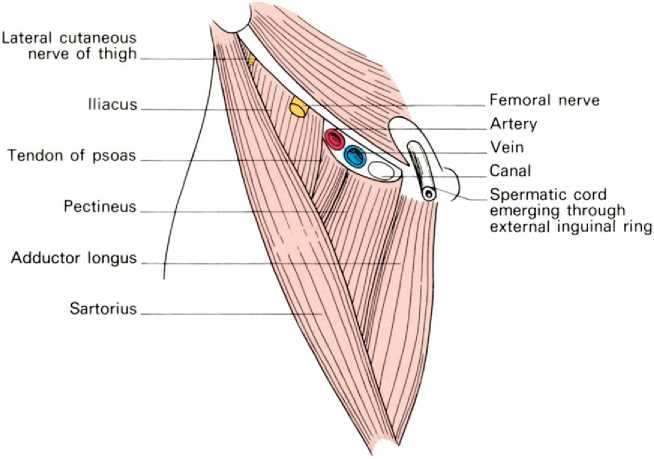 Lateral cutaneous
nerve of thigh
Iliacus
Tendon of psoas
Pectineus
Adductor longus
Sartorius
Femoral nerve
Artery
Vein
Canal
Spermatic cord
emerging through
external inguinal ring